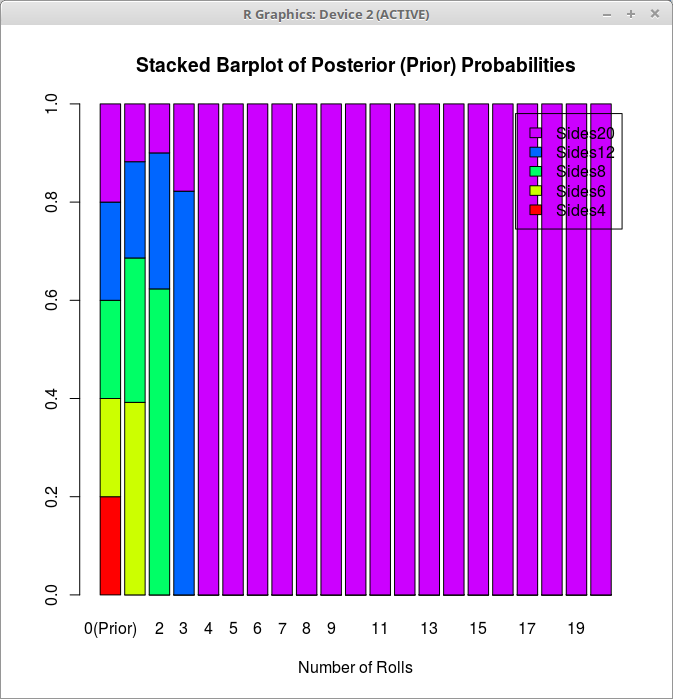 R Graphics: Device 2 (ACTIVE)
Stacked Barplot of Posterior (Prior) Probabilities
1.0
0.8
0.6
0.4
0.2
0.0
Sides20
Sides12
Sides8
Sides6
Sides4
0(Prior) 2 3 4 5 6 7 8 9 11 13 15 17 19
Number of Rolls